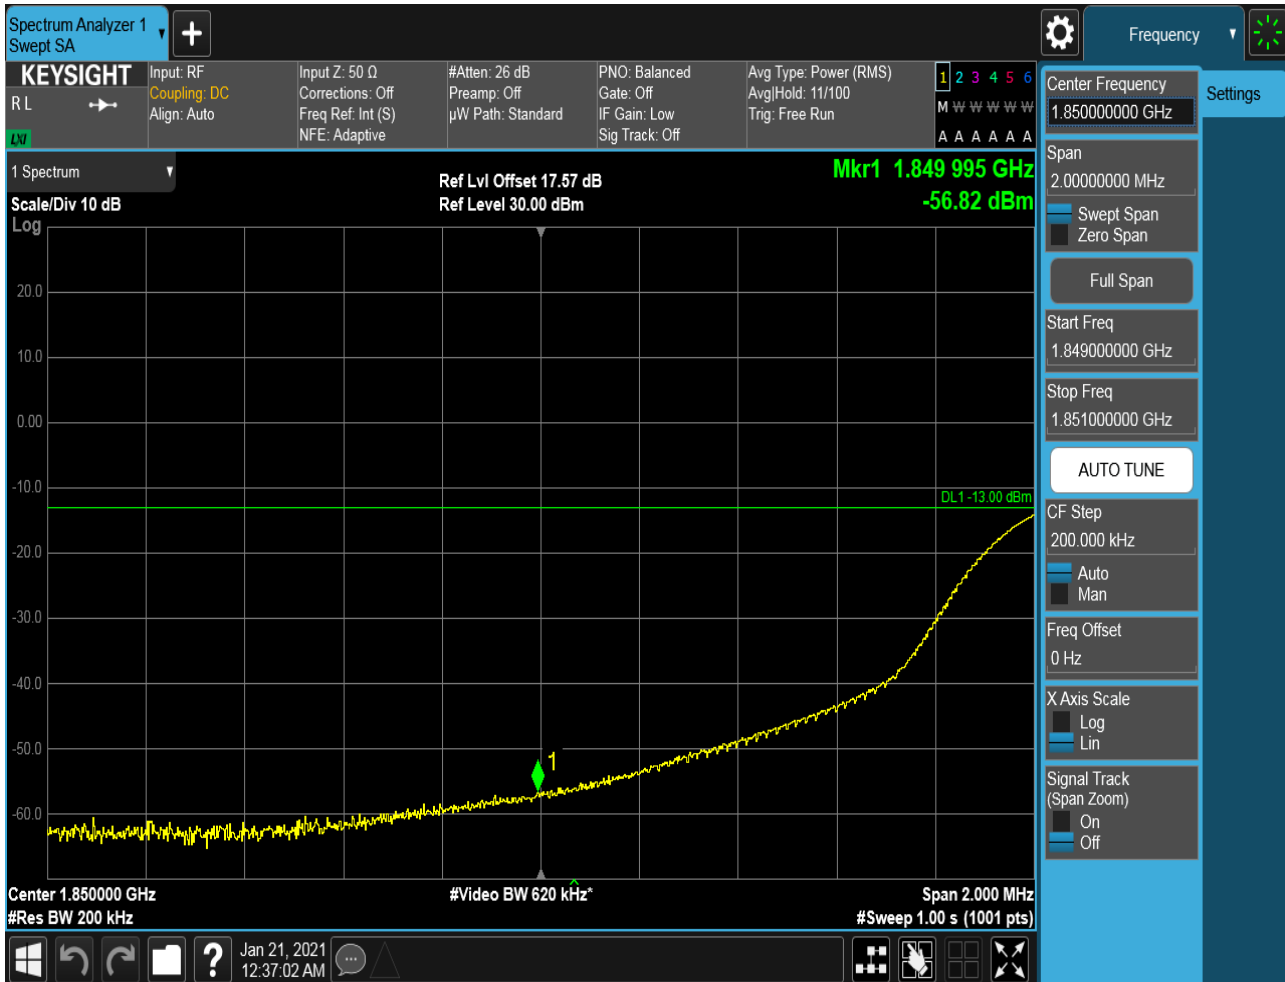 Spectrum Analyzer 1
Swept SA
Frequency
KEYSIGHT
R L
LXI
Input: RF
Coupling: DC
Align: Auto
Input Z: 50 Ω
Corrections: Off
Freq Ref: Int (S)
NFE: Adaptive
#Atten: 26 dB
Preamp: Off
µW Path: Standard
PNO: Balanced
Gate: Off
IF Gain: Low
Sig Track: Off
Avg Type: Power (RMS)
Avg|Hold: 11/100
Trig: Free Run
1 2 3 4 5 6
M W W W W W
A A A A A A
1 Spectrum
Scale/Div 10 dB
Log
Ref Lvl Offset 17.57 dB
Ref Level 30.00 dBm
Mkr1 1.849 995 GHz
-56.82 dBm
20.0
10.0
0.00
-10.0
DL1 -13.00 dBm
-20.0
-30.0
-40.0
-50.0
1
-60.0
Center 1.850000 GHz
#Video BW 620 kHz*
Span 2.000 MHz
#Res BW 200 kHz
#Sweep 1.00 s (1001 pts)
Jan 21, 2021
12:37:02 AM
Center Frequency
1.850000000 GHz
Settings
Span
2.00000000 MHz
Swept Span
Zero Span
Full Span
Start Freq
1.849000000 GHz
Stop Freq
1.851000000 GHz
AUTO TUNE
CF Step
200.000 kHz
Auto
Man
Freq Offset
0 Hz
X Axis Scale
Log
Lin
Signal Track
(Span Zoom)
On
Off